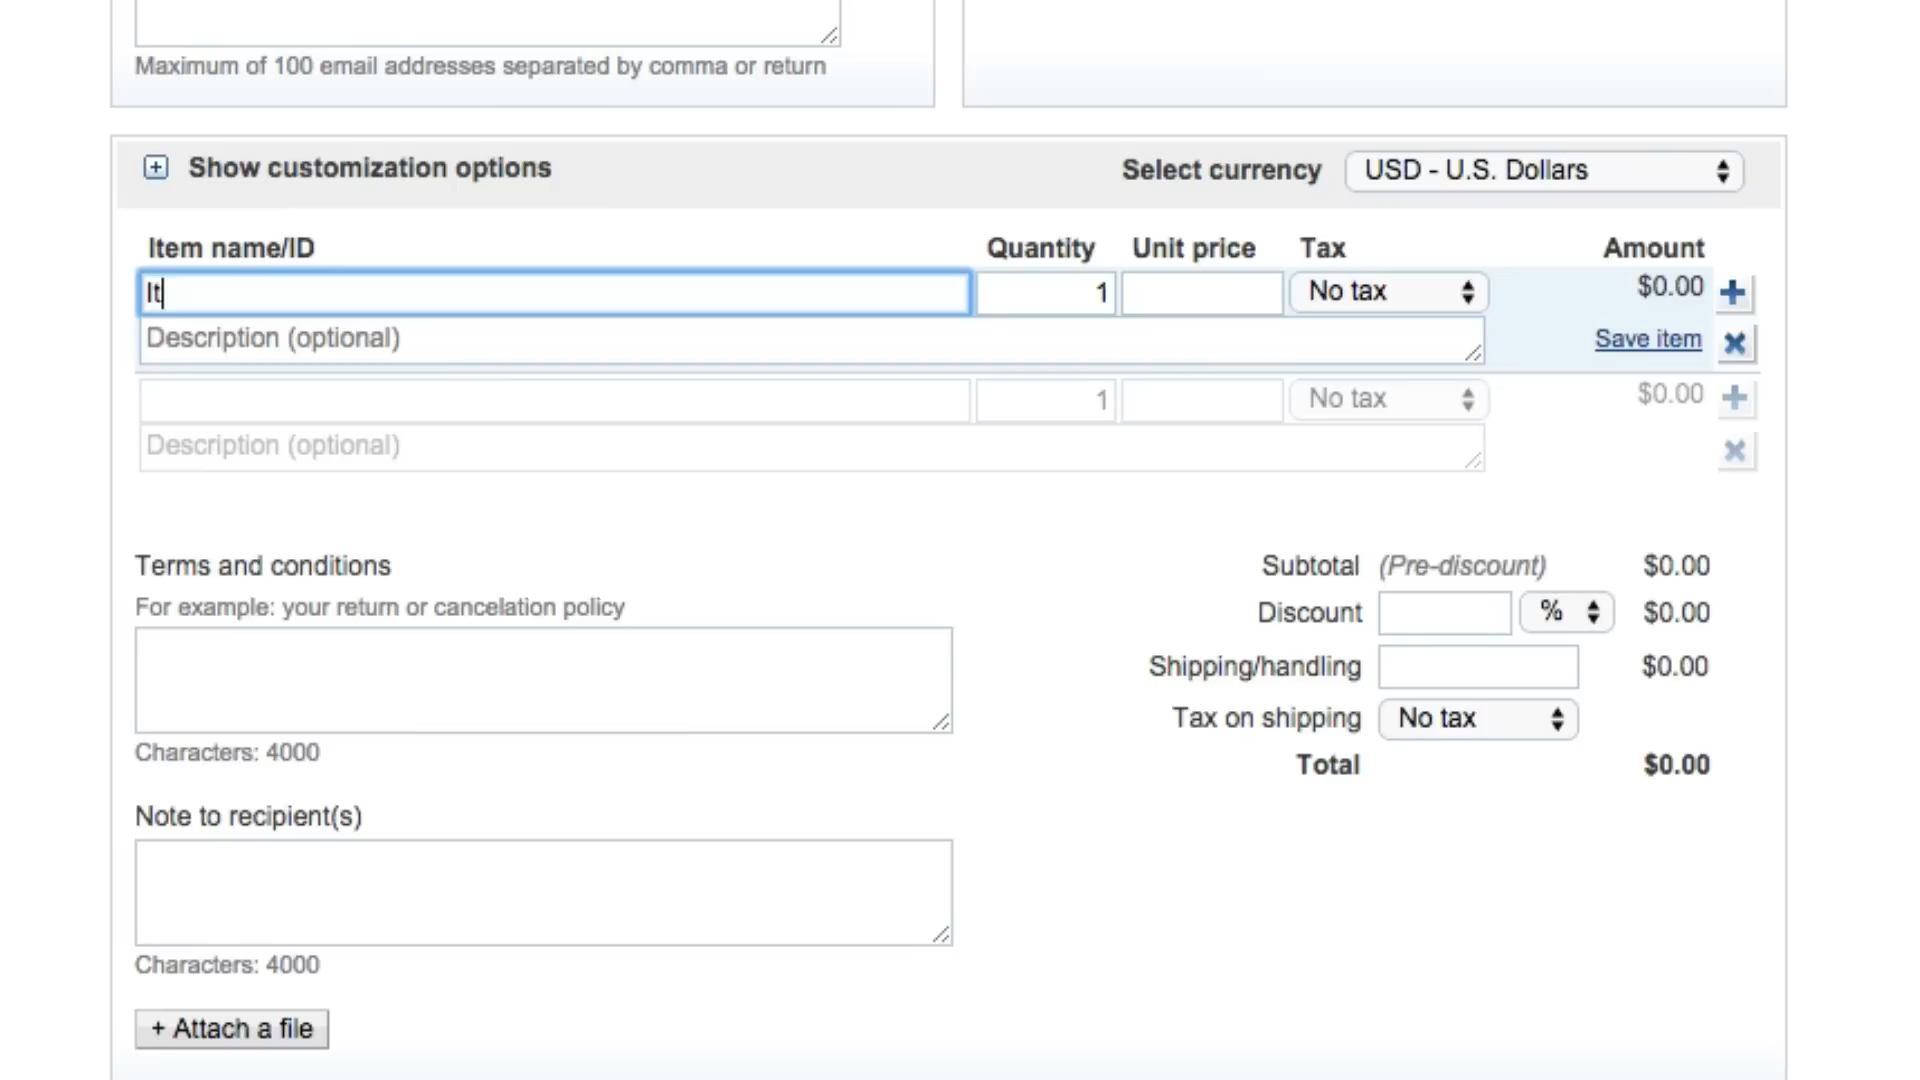 Maximum of 100 email addresses separated by comma or return
Show customization options Select currency USD - U.S. Dollars
Item name/ID Quantity Unit price Tax Amount
It 1 No tax $0.00
Description (optional) Save item
1 No tax $0.00
Description (optional)
Terms and conditions Subtotal (Pre-discount) $0.00
For example: your return or cancelation policy
Discount % $0.00
Shipping/handling $0.00
Tax on shipping No tax
Characters: 4000
Total $0.00
Note to recipient(s)
Characters: 4000
+ Attach a file